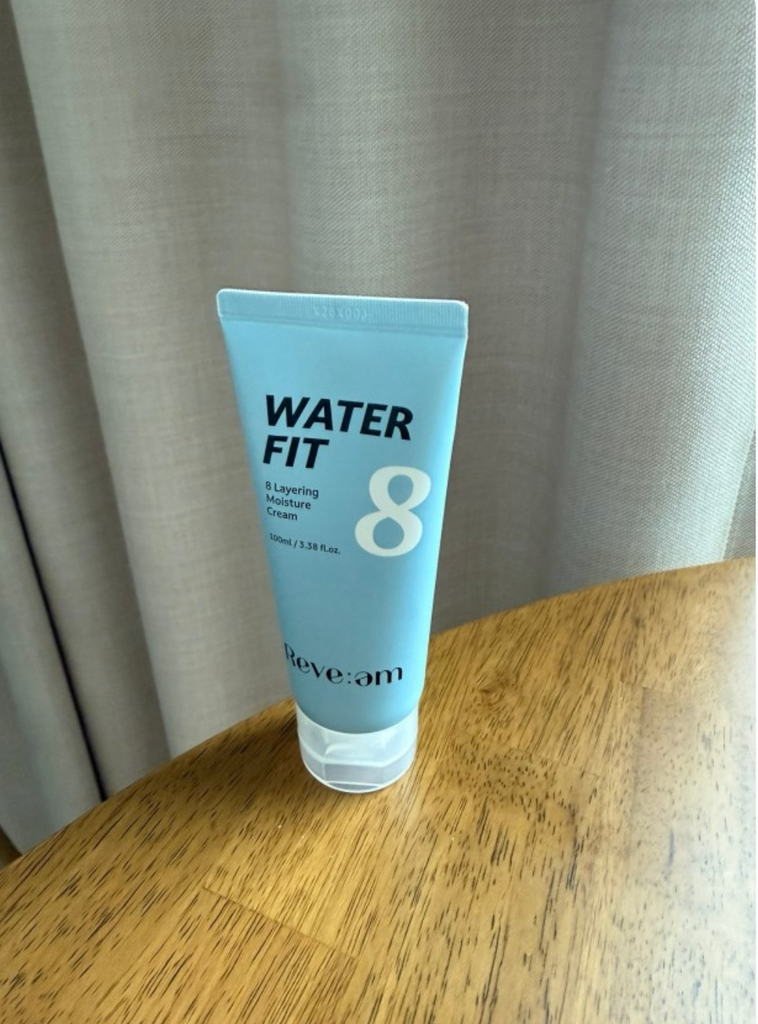 WATER
FIT
8 Layering
Moisture
Cream
8
100ml / 3.38 fl.oz.
Reve:əm